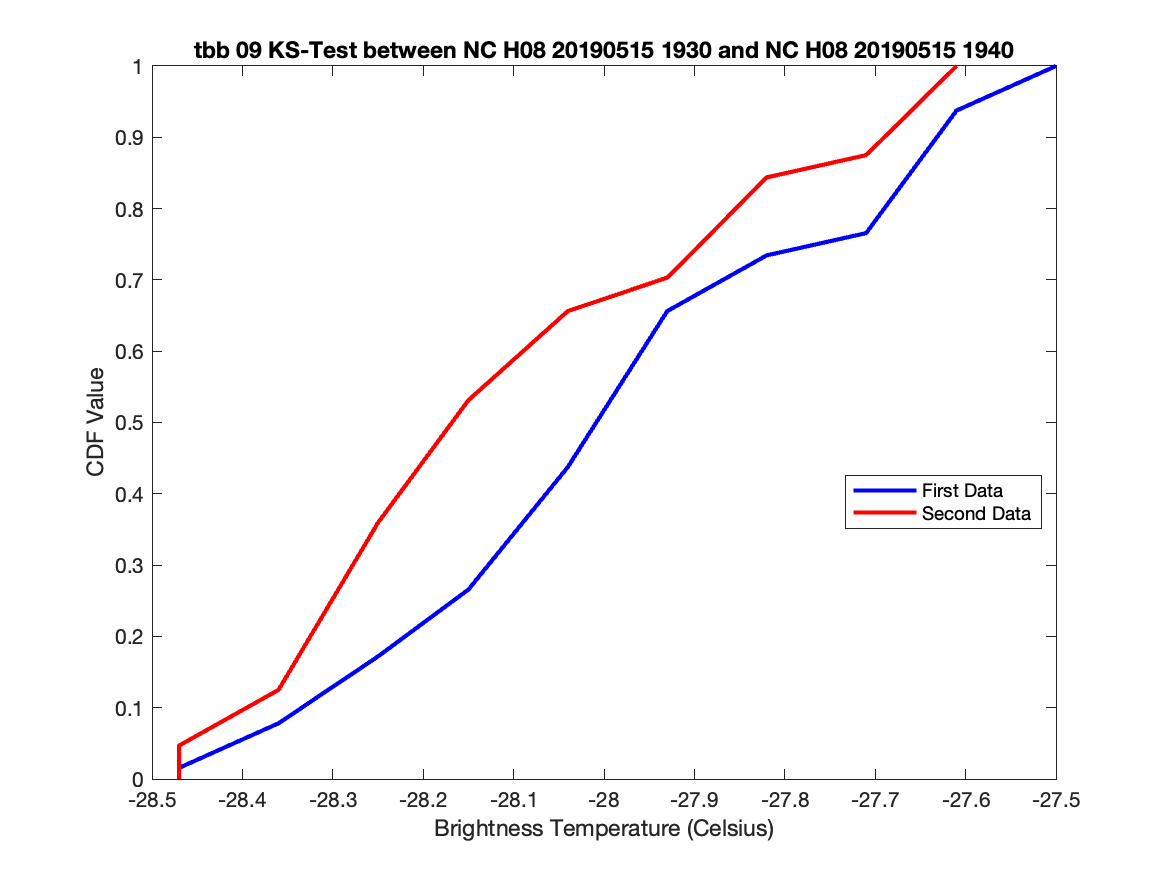 tbb 09 KS-Test between NC H08 20190515 1930 and NC H08 20190515 1940
1
0.9
0.8
0.7
0.6
0.5
0.4
0.3
0.2
0.1
0
CDF Value
First Data
Second Data
-28.5 -28.4 -28.3 -28.2 -28.1 -28 -27.9 -27.8 -27.7 -27.6 -27.5
Brightness Temperature (Celsius)